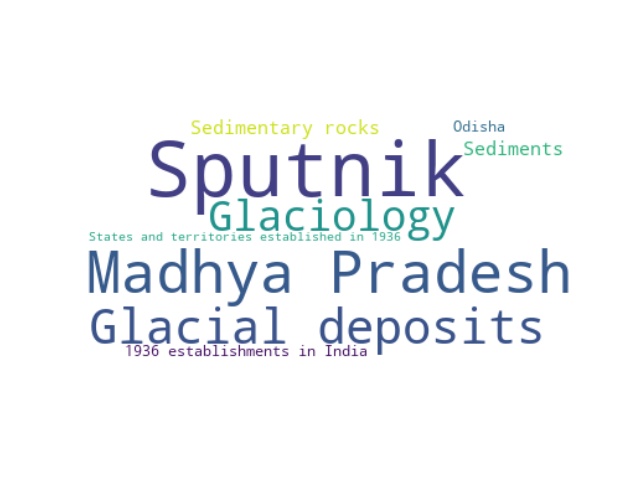 Sedimentary rocks
Odisha
Sputnik
Sediments
Glaciology
States and territories established in 1936
Madhya Pradesh
Glacial deposits
1936 establishments in India